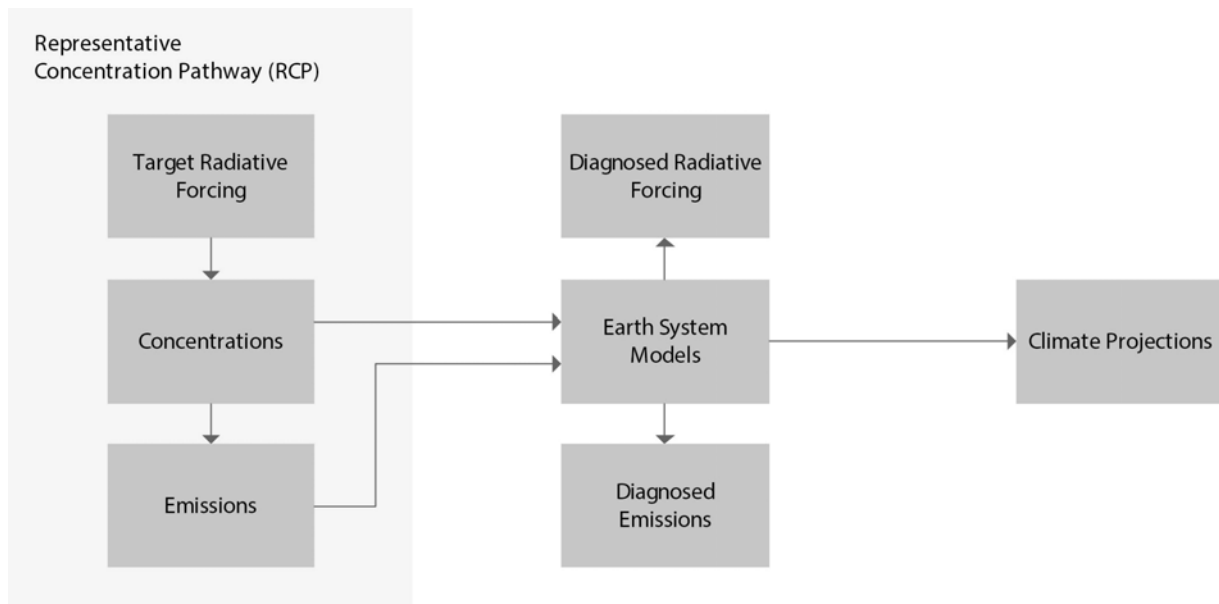 Representative
Concentration Pathway (RCP)
Target Radiative
Forcing
Concentrations
Emissions
Diagnosed Radiative
Forcing
Earth System
Models
Diagnosed
Emissions
Climate Projections